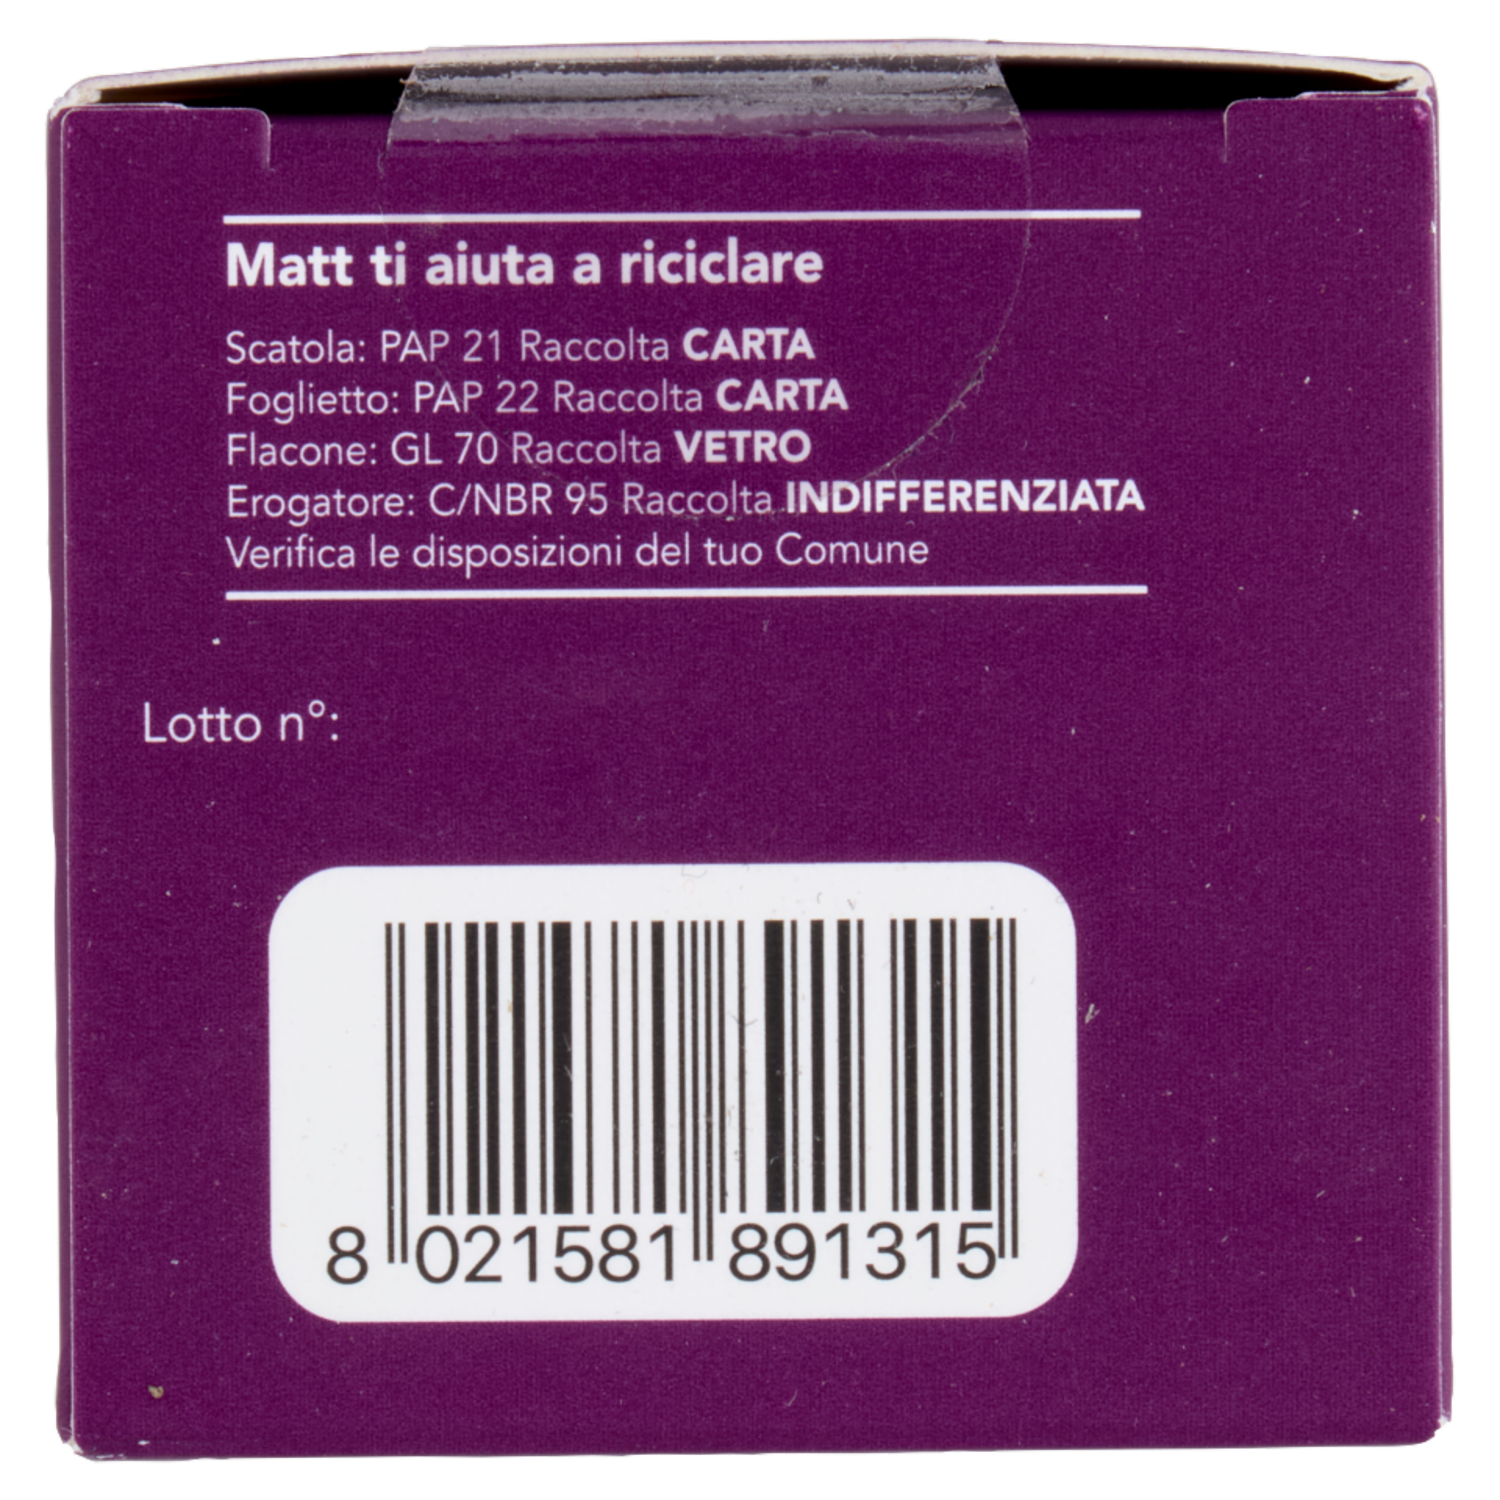 Matt ti aiuta a riciclare
Scatola: PAP 21 Raccolta CARTA
Foglietto: PAP 22 Raccolta CARTA
Flacone: GL 70 Raccolta VETRO
Erogatore: C/NBR 95 Raccolta INDIFFERENZIATA
Verifica le disposizioni del tuo Comune
Lotto n°:
8 021581 891315